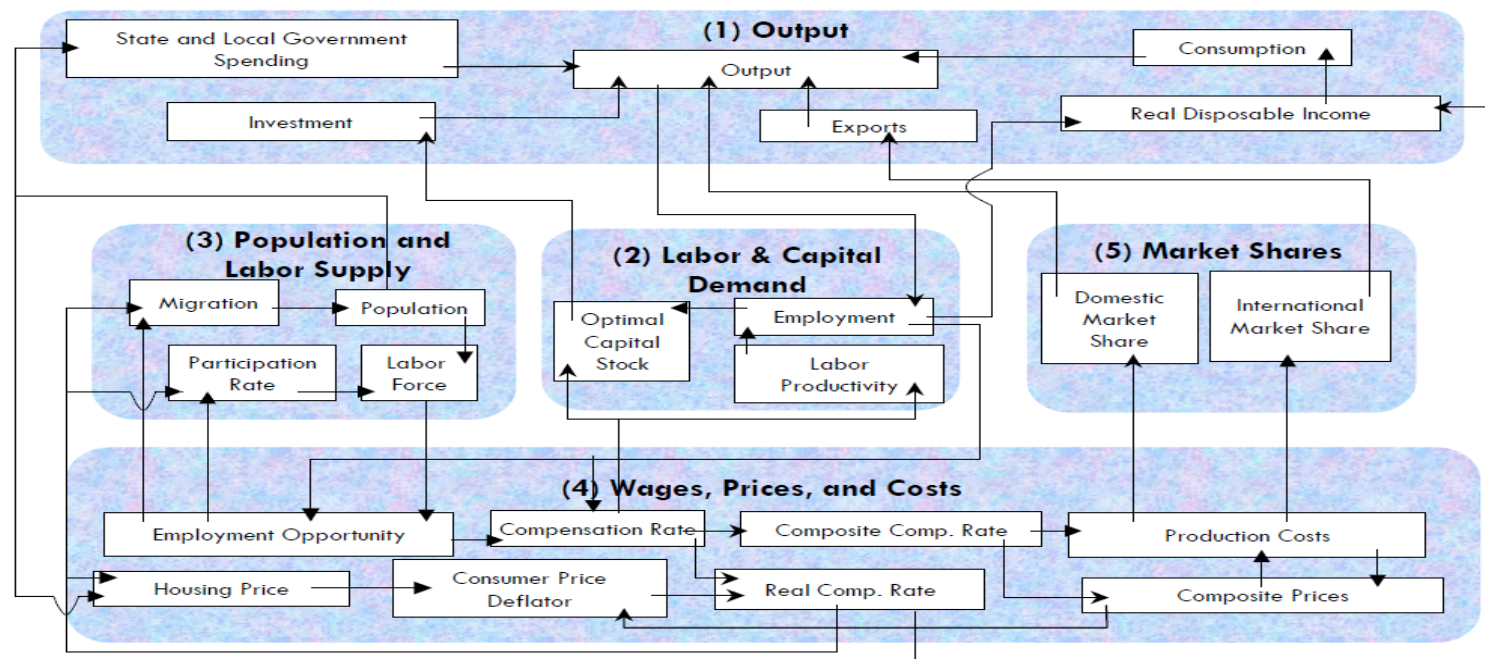 (1) Output
State and Local Government
Spending
Output
Consumption
Investment
Exports
Real Disposable Income
(3) Population and
Labor Supply
Migration
Population
Participation
Rate
Labor
Force
(2) Labor & Capital
Demand
Optimal
Capital
Stock
Employment
Labor
Productivity
(5) Market Shares
Domestic
Market
Share
International
Market Share
(4) Wages, Prices, and Costs
Employment Opportunity
Compensation Rate
Composite Comp. Rate
Production Costs
Housing Price
Consumer Price
Deflator
Real Comp. Rate
Composite Prices